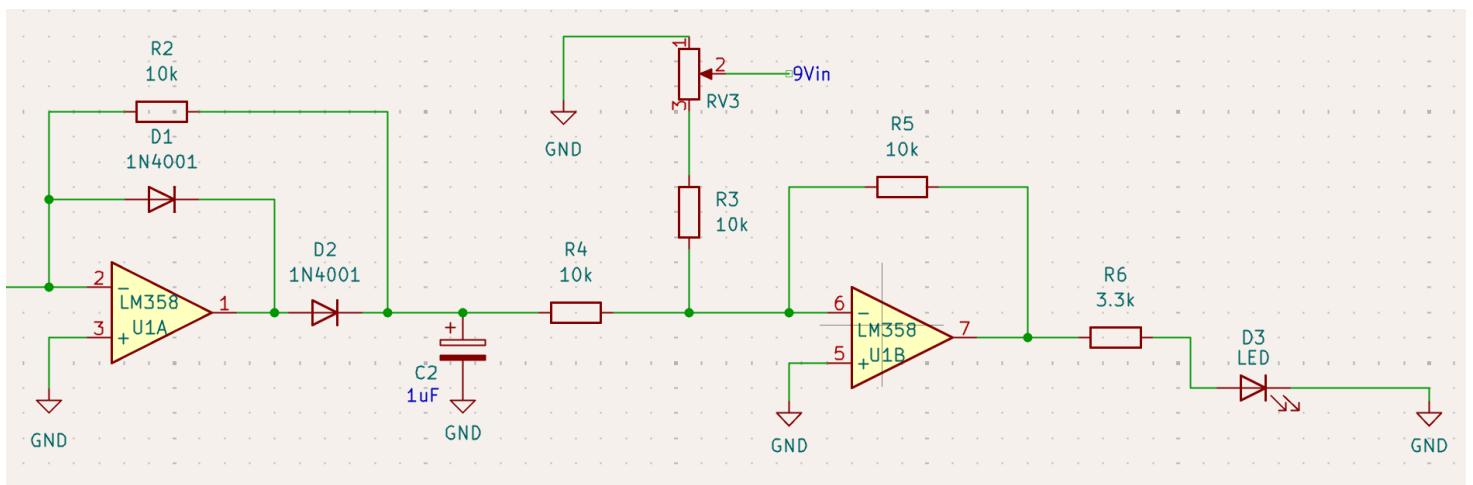 R2
10k
D1
1N4001
2
−
3
+
LM358
U1A
1
GND
D2
1N4001
+
C2
1uF
GND
R4
10k
GND
1
2
3
RV3
9Vin
R3
10k
R5
10k
6
−
5
+
LM358
U1B
7
GND
R6
3.3k
D3
LED
GND